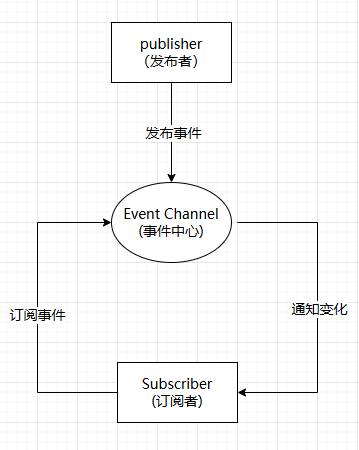 publisher
（发布者）
发布事件
Event Channel
(事件中心)
订阅事件
通知变化
Subscriber
(订阅者)